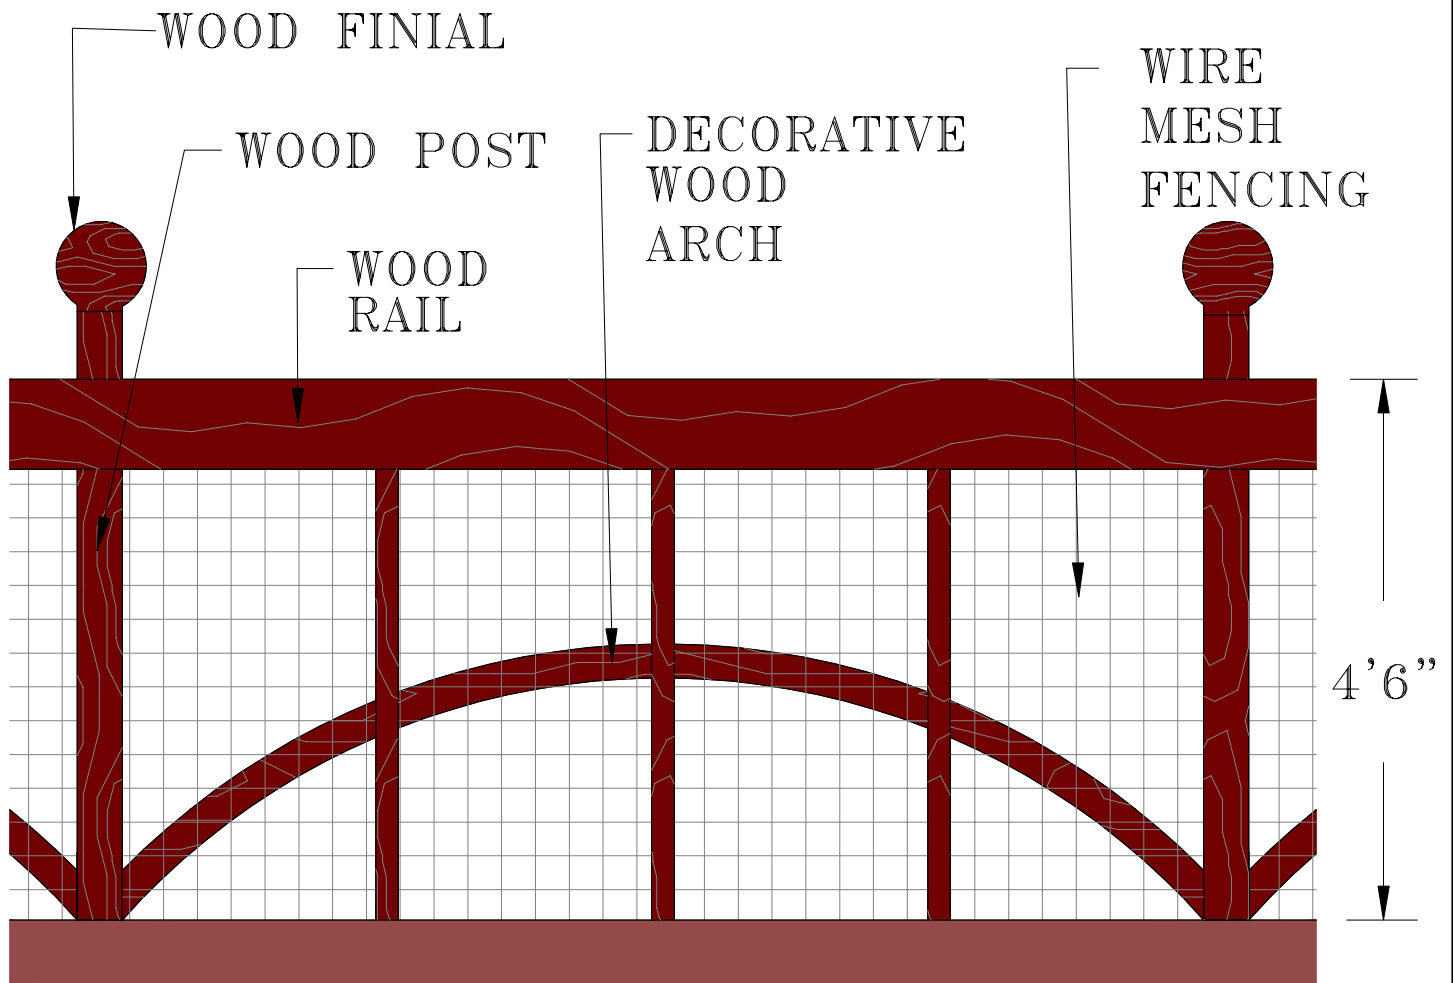 WOOD FINIAL
WOOD POST
WOOD
RAIL
DECORATIVE
WOOD
ARCH
WIRE
MESH
FENCING
4'6"